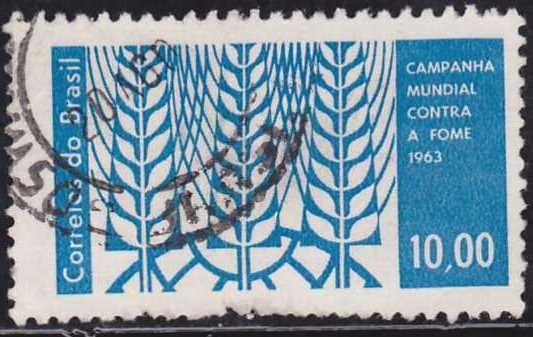 Correios do Brasil
CAMPANHA
MUNDIAL
CONTRA
A FOME
1963
10,00